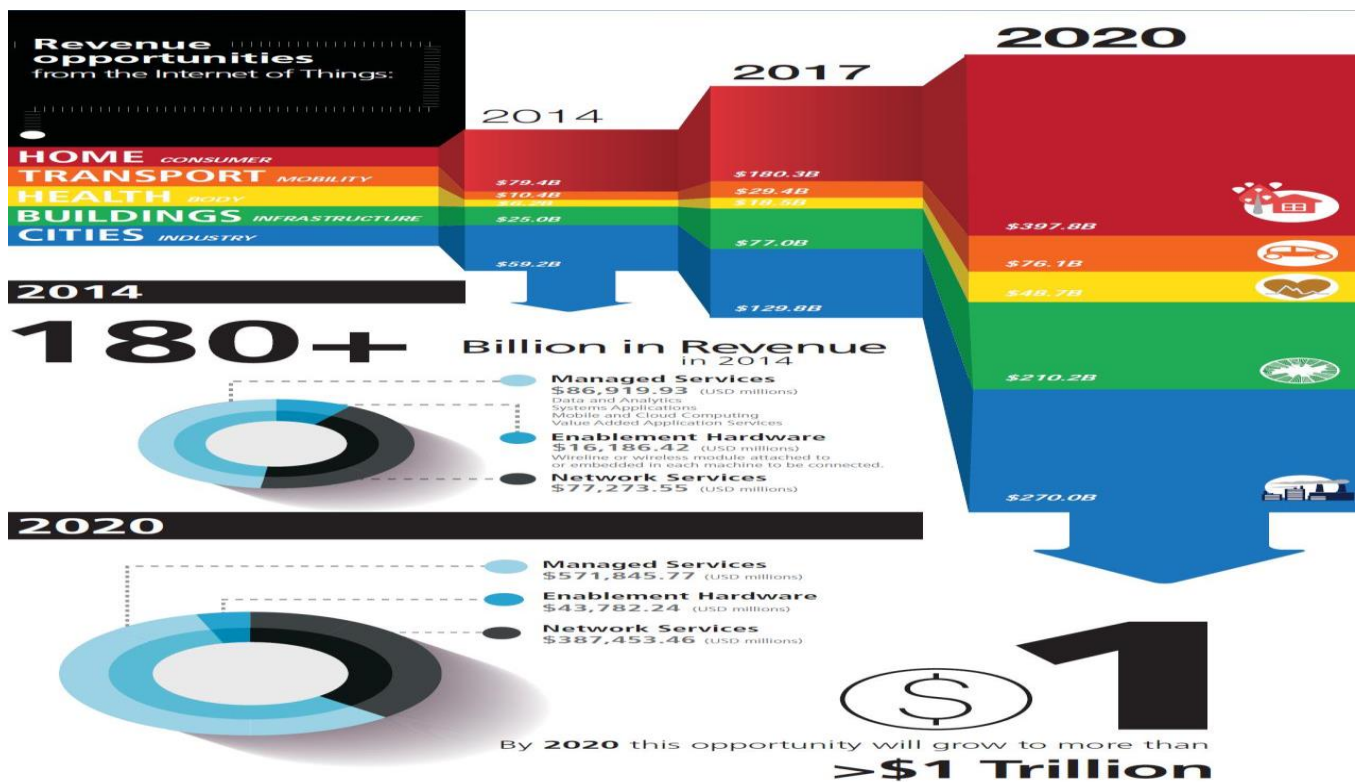 Revenue
opportunities
from the Internet of Things:
HOME CONSUMER
TRANSPORT MOBILITY
HEALTH BODY
BUILDINGS INFRASTRUCTURE
CITIES INDUSTRY
2014
$79.4B
$10.4B
$6.2B
$25.0B
$59.2B
2017
$180.3B
$29.4B
$18.5B
$77.0B
$129.8B
2020
$397.8B
$76.1B
$48.7B
$210.2B
$270.0B
2014
180+ Billion in Revenue
in 2014
Managed Services
$86,919.93 (USD millions)
Data and Analytics
Systems Applications
Mobile and Cloud Computing
Value Added Application Services
Enablement Hardware
$16,186.42 (USD millions)
Wireline or wireless module attached to
or embedded in each machine to be connected.
Network Services
$77,273.55 (USD millions)
2020
Managed Services
$571,845.77 (USD millions)
Enablement Hardware
$43,782.24 (USD millions)
Network Services
$387,453.46 (USD millions)
$1
By 2020 this opportunity will grow to more than
>$1 Trillion